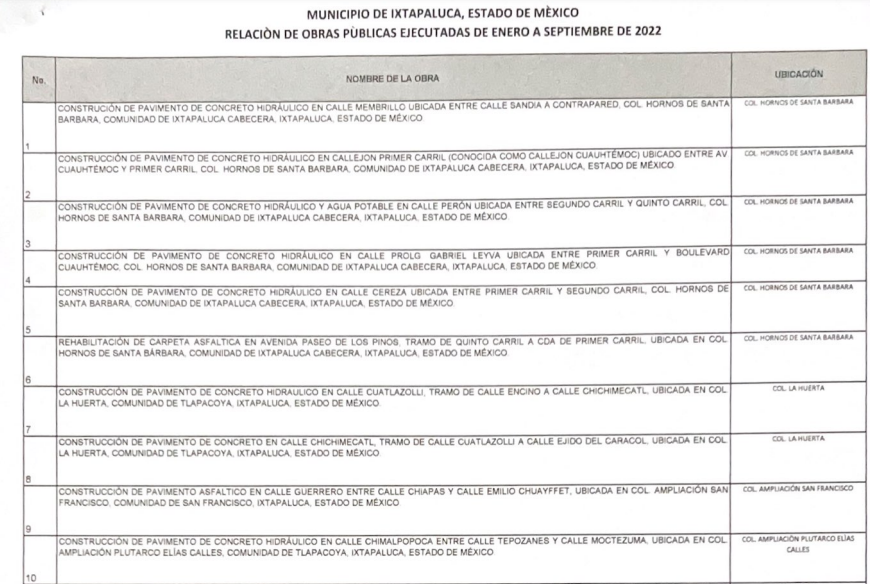 MUNICIPIO DE IXTAPALUCA, ESTADO DE MÈXICO
RELACIÒN DE OBRAS PÙBLICAS EJECUTADAS DE ENERO A SEPTIEMBRE DE 2022
No. NOMBRE DE LA OBRA UBICACIÓN
CONSTRUCIÓN DE PAVIMENTO DE CONCRETO HIDRÁULICO EN CALLE MEMBRILLO UBICADA ENTRE CALLE SANDIA A CONTRAPARED, COL. HORNOS DE SANTA COL. HORNOS DE SANTA BARBARA
BARBARA, COMUNIDAD DE IXTAPALUCA CABECERA, IXTAPALUCA, ESTADO DE MÉXICO.
1
CONSTRUCCIÓN DE PAVIMENTO DE CONCRETO HIDRÁULICO EN CALLEJON PRIMER CARRIL (CONOCIDA COMO CALLEJON CUAUHTÉMOC) UBICADO ENTRE AV COL. HORNOS DE SANTA BARBARA
CUAUHTÉMOC Y PRIMER CARRIL, COL. HORNOS DE SANTA BARBARA, COMUNIDAD DE IXTAPALUCA CABECERA, IXTAPALUCA, ESTADO DE MÉXICO.
2
CONSTRUCCIÓN DE PAVIMENTO DE CONCRETO HIDRÁULICO Y AGUA POTABLE EN CALLE PERÓN UBICADA ENTRE SEGUNDO CARRIL Y QUINTO CARRIL, COL. COL. HORNOS DE SANTA BARBARA
HORNOS DE SANTA BARBARA, COMUNIDAD DE IXTAPALUCA CABECERA, IXTAPALUCA, ESTADO DE MÉXICO.
3
CONSTRUCCIÓN DE PAVIMENTO DE CONCRETO HIDRÁULICO EN CALLE PROLG GABRIEL LEYVA UBICADA ENTRE PRIMER CARRIL Y BOULEVARD COL. HORNOS DE SANTA BARBARA
CUAUHTÉMOC, COL. HORNOS DE SANTA BARBARA, COMUNIDAD DE IXTAPALUCA CABECERA, IXTAPALUCA, ESTADO DE MÉXICO.
4
CONSTRUCCIÓN DE PAVIMENTO DE CONCRETO HIDRÁULICO EN CALLE CEREZA UBICADA ENTRE PRIMER CARRIL Y SEGUNDO CARRIL, COL. HORNOS DE COL. HORNOS DE SANTA BARBARA
SANTA BARBARA, COMUNIDAD DE IXTAPALUCA CABECERA, IXTAPALUCA, ESTADO DE MÉXICO.
5
REHABILITACIÓN DE CARPETA ASFALTICA EN AVENIDA PASEO DE LOS PINOS, TRAMO DE QUINTO CARRIL A CDA DE PRIMER CARRIL, UBICADA EN COL. COL. HORNOS DE SANTA BARBARA
HORNOS DE SANTA BÁRBARA, COMUNIDAD DE IXTAPALUCA CABECERA, IXTAPALUCA, ESTADO DE MÉXICO.
6
CONSTRUCCIÓN DE PAVIMENTO DE CONCRETO HIDRAULICO EN CALLE CUATLAZOLLI, TRAMO DE CALLE ENCINO A CALLE CHICHIMECATL, UBICADA EN COL. COL. LA HUERTA
LA HUERTA, COMUNIDAD DE TLAPACOYA, IXTAPALUCA, ESTADO DE MÉXICO.
7
CONSTRUCCIÓN DE PAVIMENTO DE CONCRETO EN CALLE CHICHIMECATL, TRAMO DE CALLE CUATLAZOLLI A CALLE EJIDO DEL CARACOL, UBICADA EN COL. COL. LA HUERTA
LA HUERTA, COMUNIDAD DE TLAPACOYA, IXTAPALUCA, ESTADO DE MÉXICO.
8
CONSTRUCCIÓN DE PAVIMENTO ASFALTICO EN CALLE GUERRERO ENTRE CALLE CHIAPAS Y CALLE EMILIO CHUAYFFET, UBICADA EN COL. AMPLIACIÓN SAN COL. AMPLIACIÓN SAN FRANCISCO
FRANCISCO, COMUNIDAD DE SAN FRANCISCO, IXTAPALUCA, ESTADO DE MÉXICO.
9
CONSTRUCCIÓN DE PAVIMENTO DE CONCRETO HIDRÁULICO EN CALLE CHIMALPOPOCA ENTRE CALLE TEPOZANES Y CALLE MOCTEZUMA, UBICADA EN COL. COL. AMPLIACIÓN PLUTARCO ELÍAS
AMPLIACIÓN PLUTARCO ELÍAS CALLES, COMUNIDAD DE TLAPACOYA, IXTAPALUCA, ESTADO DE MÉXICO CALLES
10